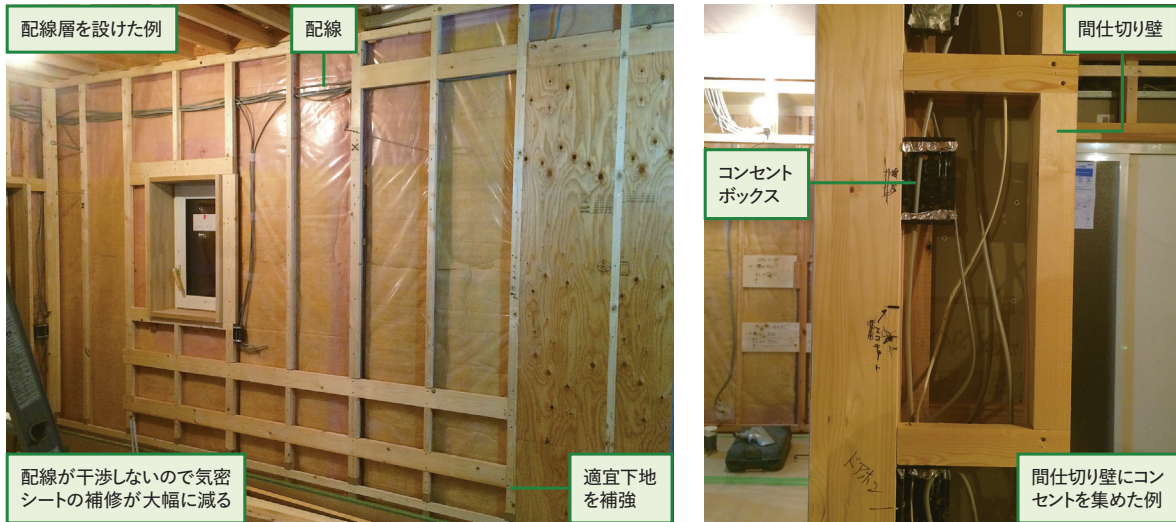 配線層を設けた例
配線
配線が干渉しないので気密
シートの補修が大幅に減る
適宜下地
を補強
間仕切り壁
コンセント
ボックス
間仕切り壁にコン
セントを集めた例